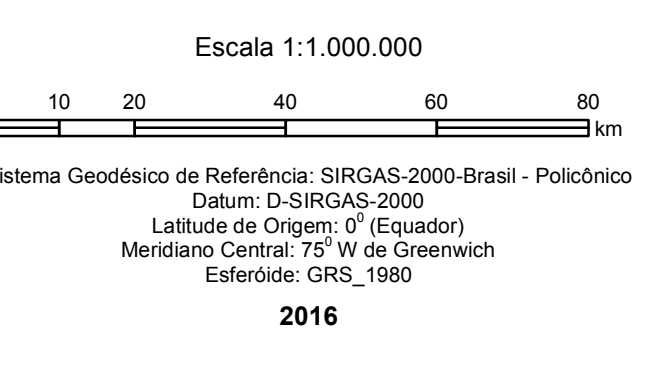 Escala 1:1.000.000
10 20 40 60 80
km
istema Geodésico de Referência: SIRGAS-2000-Brasil - Policônico
Datum: D-SIRGAS-2000
Latitude de Origem: 0⁰ (Equador)
Meridiano Central: 75⁰ W de Greenwich
Esferóide: GRS_1980
2016